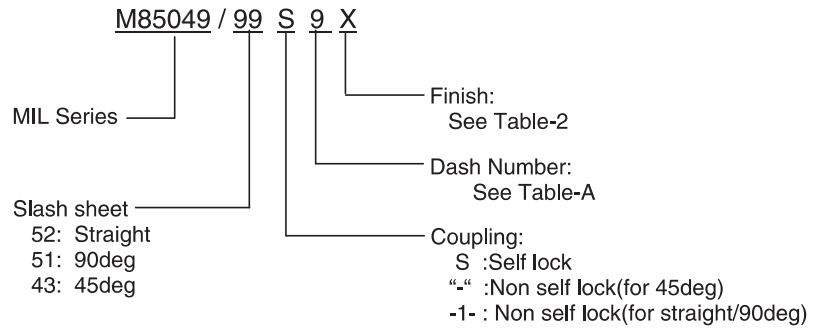 M85049 / 99 S 9 X
MIL Series
Finish:
See Table-2
Dash Number:
See Table-A
Slash sheet
52: Straight
51: 90deg
43: 45deg
Coupling:
S :Self lock
“-“ :Non self lock(for 45deg)
-1- : Non self lock(for straight/90deg)